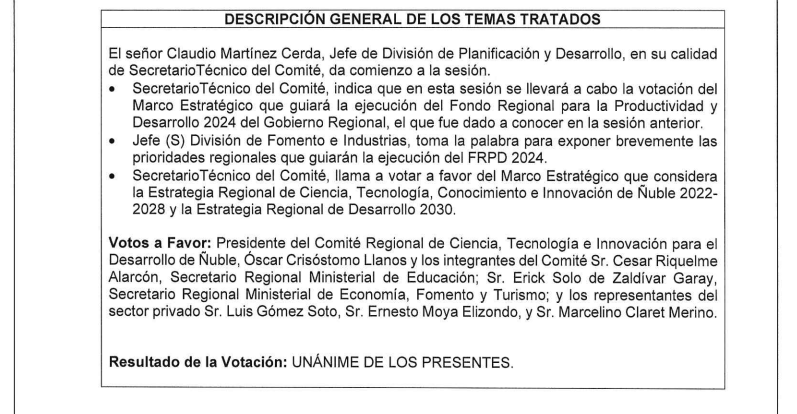 DESCRIPCIÓN GENERAL DE LOS TEMAS TRATADOS
El señor Claudio Martínez Cerda, Jefe de División de Planificación y Desarrollo, en su calidad
de SecretarioTécnico del Comité, da comienzo a la sesión.
• SecretarioTécnico del Comité, indica que en esta sesión se llevará a cabo la votación del
Marco Estratégico que guiará la ejecución del Fondo Regional para la Productividad y
Desarrollo 2024 del Gobierno Regional, el que fue dado a conocer en la sesión anterior.
• Jefe (S) División de Fomento e Industrias, toma la palabra para exponer brevemente las
prioridades regionales que guiarán la ejecución del FRPD 2024.
• SecretarioTécnico del Comité, llama a votar a favor del Marco Estratégico que considera
la Estrategia Regional de Ciencia, Tecnología, Conocimiento e Innovación de Ñuble 2022-
2028 y la Estrategia Regional de Desarrollo 2030.
Votos a Favor: Presidente del Comité Regional de Ciencia, Tecnología e Innovación para el
Desarrollo de Ñuble, Óscar Crisóstomo Llanos y los integrantes del Comité Sr. Cesar Riquelme
Alarcón, Secretario Regional Ministerial de Educación; Sr. Erick Solo de Zaldívar Garay,
Secretario Regional Ministerial de Economía, Fomento y Turismo; y los representantes del
sector privado Sr. Luis Gómez Soto, Sr. Ernesto Moya Elizondo, y Sr. Marcelino Claret Merino.
Resultado de la Votación: UNÁNIME DE LOS PRESENTES.